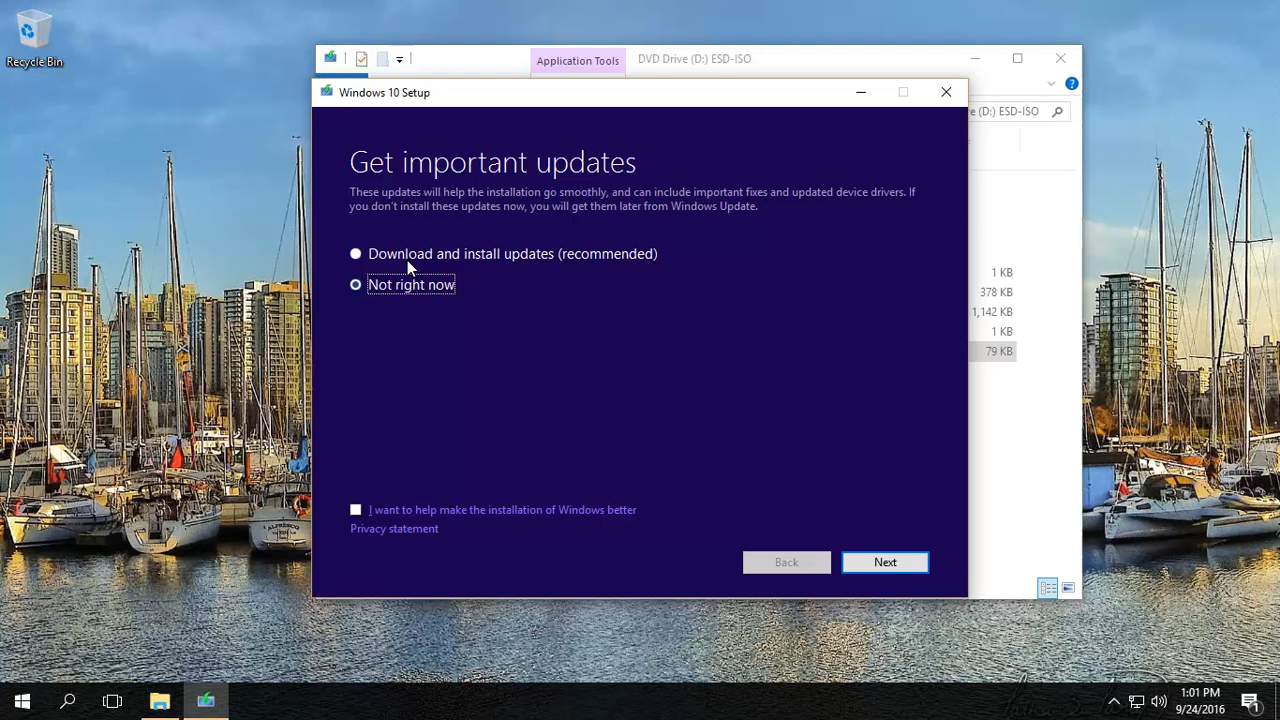 Recycle Bin
Application Tools
DVD Drive (D:) ESD-ISO
Windows 10 Setup
e (D:) ESD-ISO
Get important updates
These updates will help the installation go smoothly, and can include important fixes and updated device drivers. If
you don't install these updates now, you will get them later from Windows Update.
Download and install updates (recommended)
Not right now
1 KB
378 KB
1,142 KB
1 KB
79 KB
I want to help make the installation of Windows better
Privacy statement
Back
Next
1:01 PM
9/24/2016
1